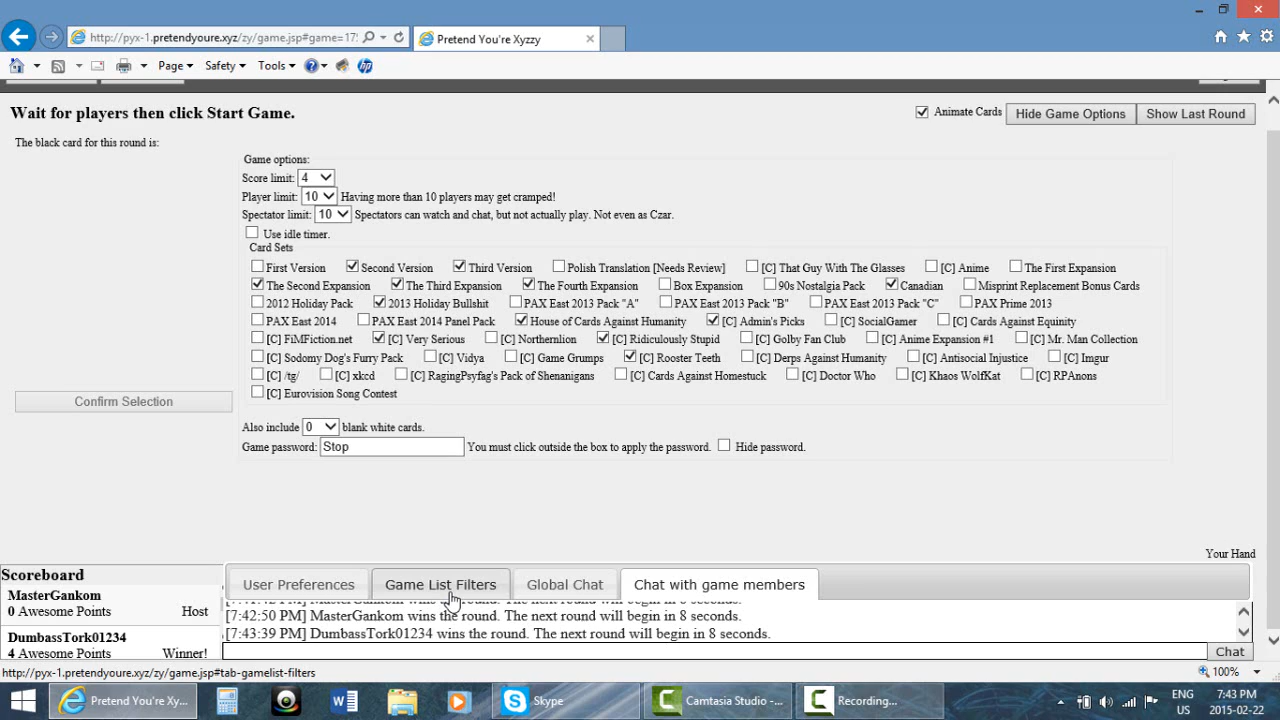 http://pyx-1.pretendyoure.xyz/zy/game.jsp#game=17
Pretend You're Xyzzy
Page Safety Tools
Wait for players then click Start Game.
Animate Cards Hide Game Options Show Last Round
The black card for this round is:
Game options:
Score limit: 4
Player limit: 10 Having more than 10 players may get cramped!
Spectator limit: 10 Spectators can watch and chat, but not actually play. Not even as Czar.
Use idle timer.
Card Sets
First Version Second Version Third Version Polish Translation [Needs Review] [C] That Guy With The Glasses [C] Anime The First Expansion
The Second Expansion The Third Expansion The Fourth Expansion Box Expansion 90s Nostalgia Pack Canadian Misprint Replacement Bonus Cards
2012 Holiday Pack 2013 Holiday Bullshit PAX East 2013 Pack "A" PAX East 2013 Pack "B" PAX East 2013 Pack "C" PAX Prime 2013
PAX East 2014 PAX East 2014 Panel Pack House of Cards Against Humanity [C] Admin's Picks [C] SocialGamer [C] Cards Against Equinity
[C] FiMFiction.net [C] Very Serious [C] Northernlion [C] Ridiculously Stupid [C] Golby Fan Club [C] Anime Expansion #1 [C] Mr. Man Collection
[C] Sodomy Dog's Furry Pack [C] Vidya [C] Game Grumps [C] Rooster Teeth [C] Derps Against Humanity [C] Antisocial Injustice [C] Imgur
[C] /tg/ [C] xkcd [C] RagingPsyfag's Pack of Shenanigans [C] Cards Against Homestuck [C] Doctor Who [C] Khaos WolfKat [C] RPAnons
[C] Eurovision Song Contest
Confirm Selection
Also include 0 blank white cards.
Game password: Stop You must click outside the box to apply the password. Hide password.
Your Hand
Scoreboard
MasterGankom
0 Awesome Points Host
DumbassTork01234
4 Awesome Points Winner!
User Preferences Game List Filters Global Chat Chat with game members
[7:41:42 PM] MasterGankom wins the round. The next round will begin in 8 seconds.
[7:42:50 PM] MasterGankom wins the round. The next round will begin in 8 seconds.
[7:43:39 PM] DumbassTork01234 wins the round. The next round will begin in 8 seconds.
Chat
http://pyx-1.pretendyoure.xyz/zy/game.jsp#tab-gamelist-filters
100%
Pretend You're Xy... Skype Camtasia Studio -... Recording...
ENG
US
7:43 PM
2015-02-22